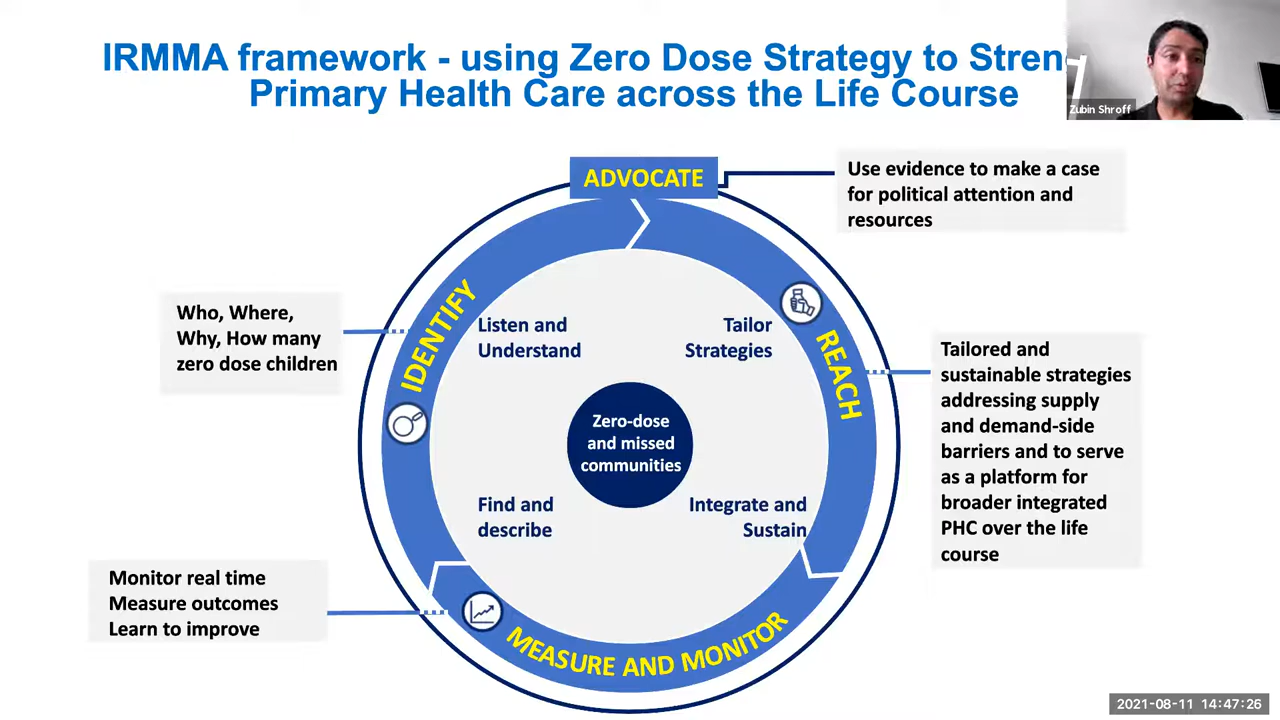 IRMMA framework - using Zero Dose Strategy to Stren
Primary Health Care across the Life Course
Zubin Shroff
ADVOCATE
Use evidence to make a case
for political attention and
resources
IDENTIFY
Who, Where,
Why, How many
zero dose children
Listen and
Understand
Tailor
Strategies
REACH
Tailored and
sustainable strategies
addressing supply
and demand-side
barriers and to serve
as a platform for
broader integrated
PHC over the life
course
Zero-dose
and missed
communities
Find and
describe
Integrate and
Sustain
Monitor real time
Measure outcomes
Learn to improve
MEASURE AND MONITOR
2021-08-11 14:47:26